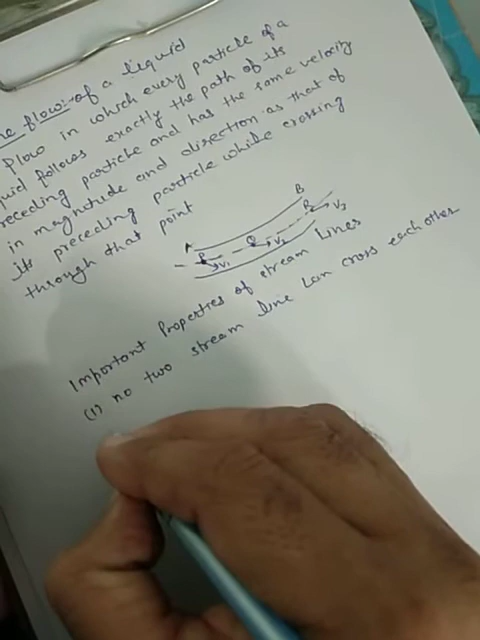 ne flow:- of a liquid
Flow in which every particle of a
quid follows exactly the path of its
receding particle and has the same velocity
in magnitude and direction as that of
its preceding particle while crossing
through that point
A B
P V₁ Q V₂ R V₃
Important Properties of stream Lines
(1) no two stream line can cross each other